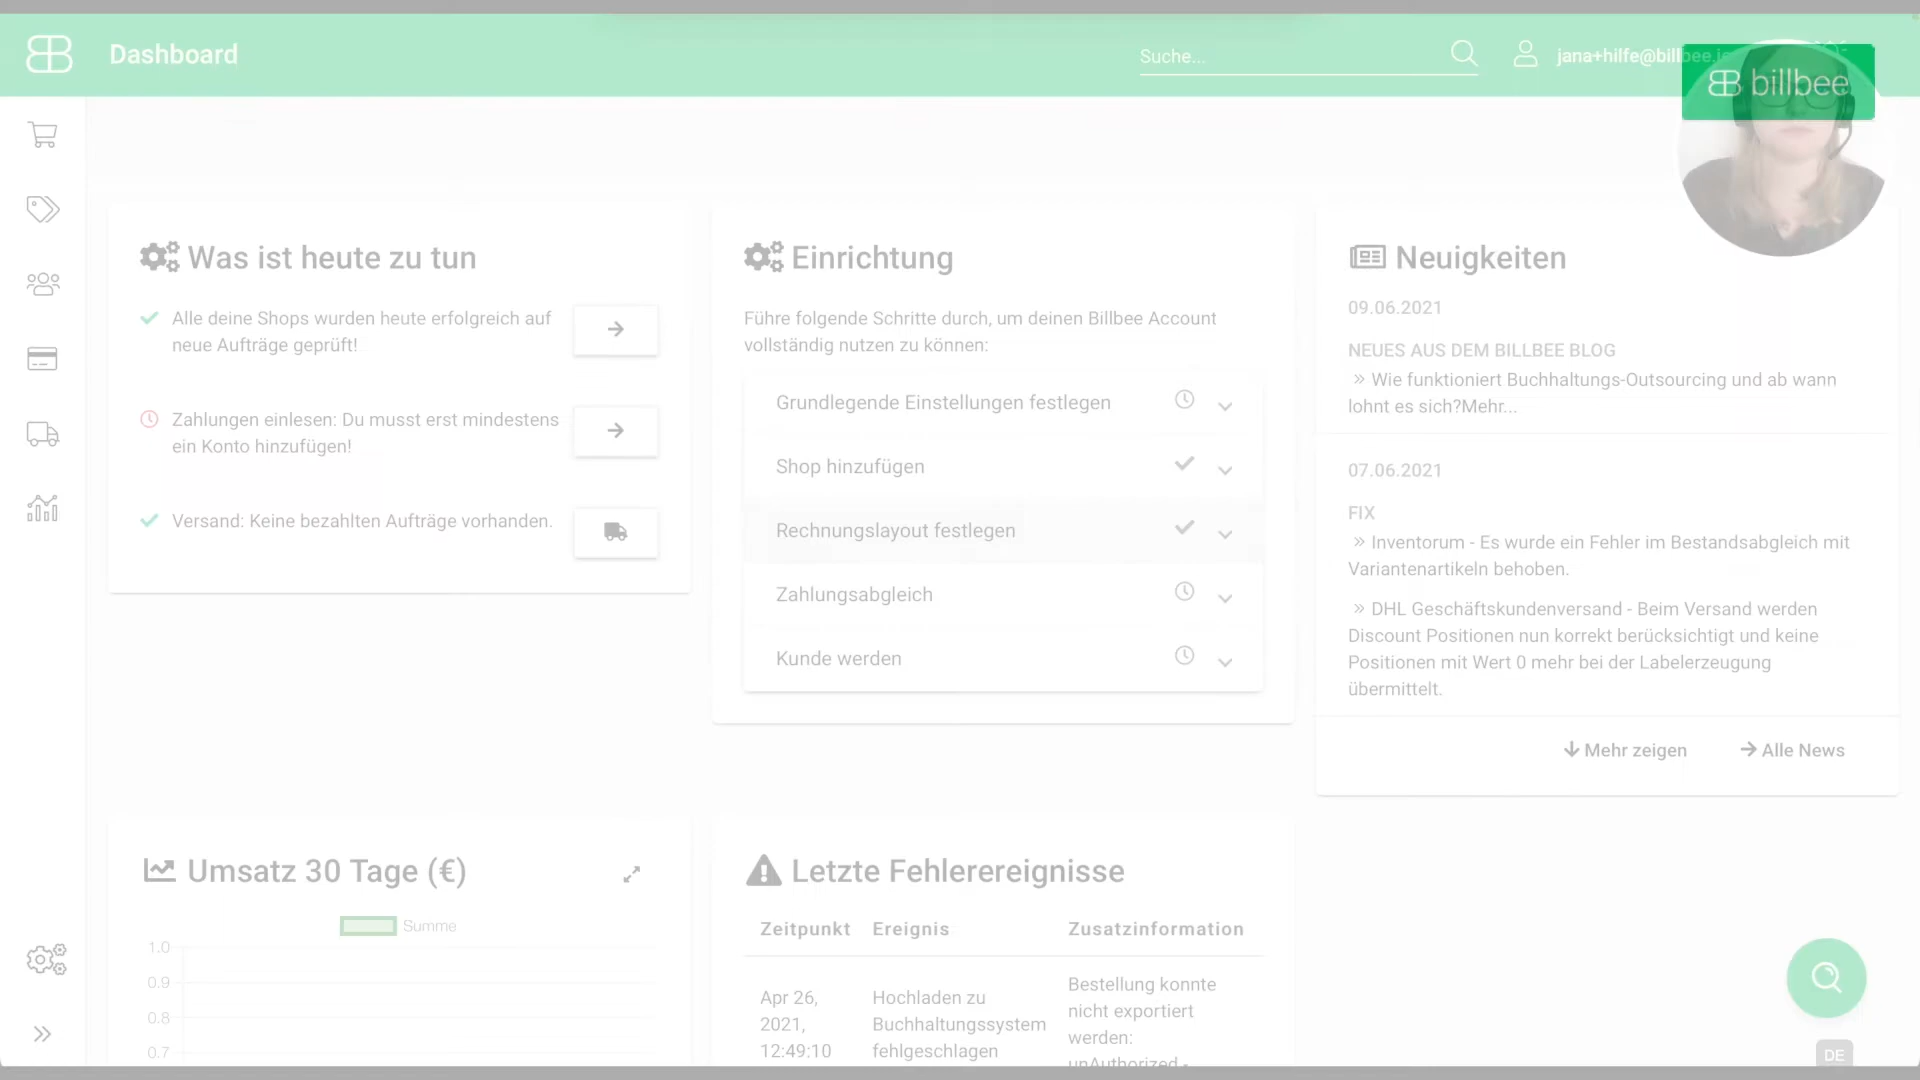 Dashboard
Suche...
jana+hilfe@billbee.i
billbee
Was ist heute zu tun
Alle deine Shops wurden heute erfolgreich auf
neue Aufträge geprüft!
Zahlungen einlesen: Du musst erst mindestens
ein Konto hinzufügen!
Versand: Keine bezahlten Aufträge vorhanden.
Einrichtung
Führe folgende Schritte durch, um deinen Billbee Account
vollständig nutzen zu können:
Grundlegende Einstellungen festlegen
Shop hinzufügen
Rechnungslayout festlegen
Zahlungsabgleich
Kunde werden
Neuigkeiten
09.06.2021
NEUES AUS DEM BILLBEE BLOG
» Wie funktioniert Buchhaltungs-Outsourcing und ab wann
lohnt es sich?Mehr...
07.06.2021
FIX
» Inventorum - Es wurde ein Fehler im Bestandsabgleich mit
Variantenartikeln behoben.
» DHL Geschäftskundenversand - Beim Versand werden
Discount Positionen nun korrekt berücksichtigt und keine
Positionen mit Wert 0 mehr bei der Labelerzeugung
übermittelt.
Mehr zeigen
Alle News
Umsatz 30 Tage (€)
Summe
1.0
0.9
0.8
0.7
Letzte Fehlerereignisse
Zeitpunkt Ereignis Zusatzinformation
Apr 26,
2021,
12:49:10
Hochladen zu
Buchhaltungssystem
fehlgeschlagen
Bestellung konnte
nicht exportiert
werden:
unAuthorized -
DE